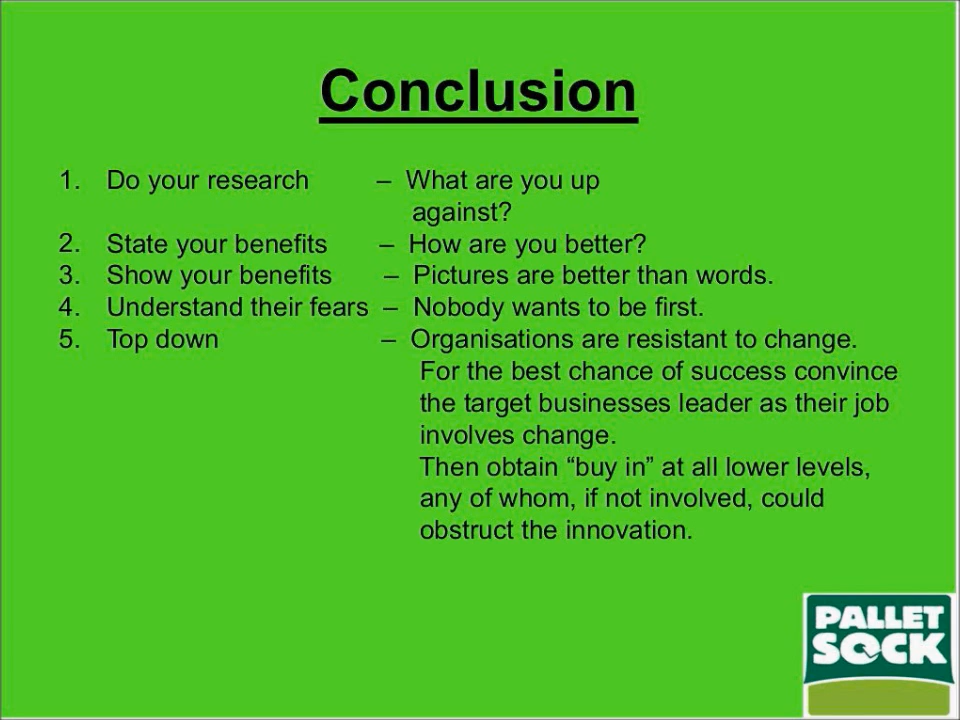 Conclusion
1. Do your research – What are you up
against?
2. State your benefits – How are you better?
3. Show your benefits – Pictures are better than words.
4. Understand their fears – Nobody wants to be first.
5. Top down – Organisations are resistant to change.
For the best chance of success convince
the target businesses leader as their job
involves change.
Then obtain “buy in” at all lower levels,
any of whom, if not involved, could
obstruct the innovation.
PALLET
SOCK